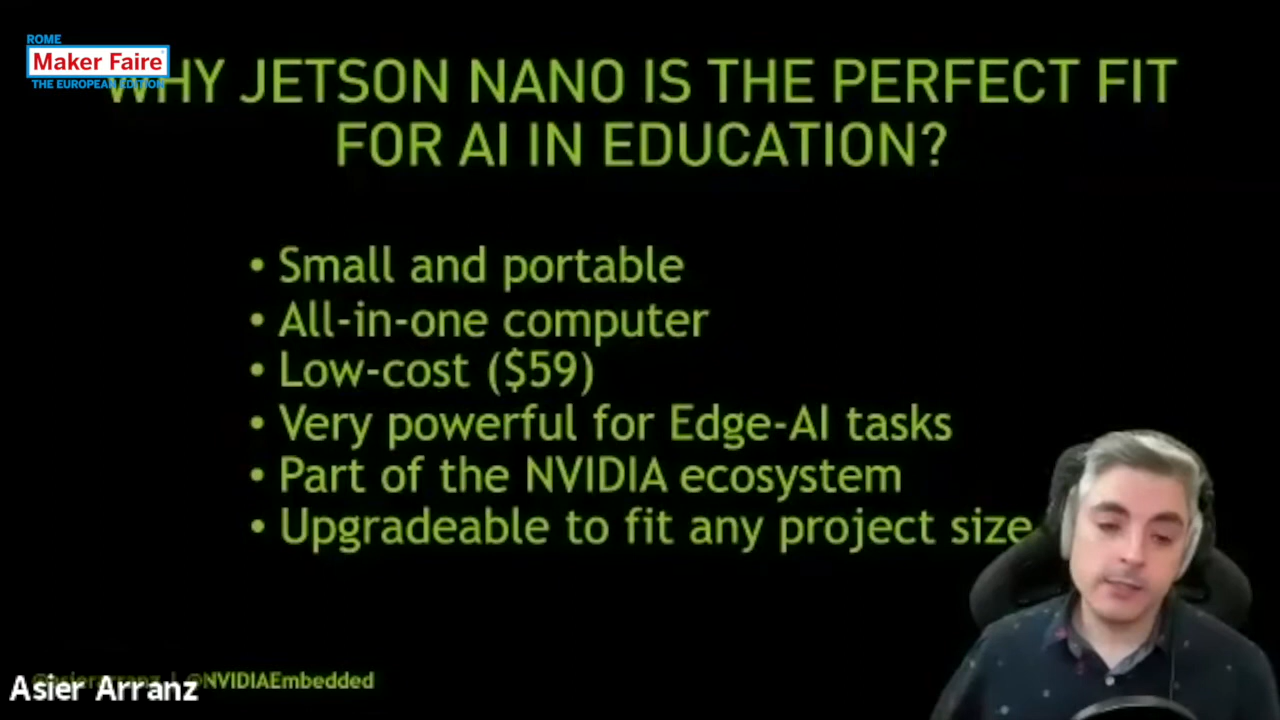 ROME
Maker Faire
THE EUROPEAN EDITION
WHY JETSON NANO IS THE PERFECT FIT
FOR AI IN EDUCATION?
• Small and portable
• All-in-one computer
• Low-cost ($59)
• Very powerful for Edge-AI tasks
• Part of the NVIDIA ecosystem
• Upgradeable to fit any project size
@asierarranz | @NVIDIAEmbedded
Asier Arranz